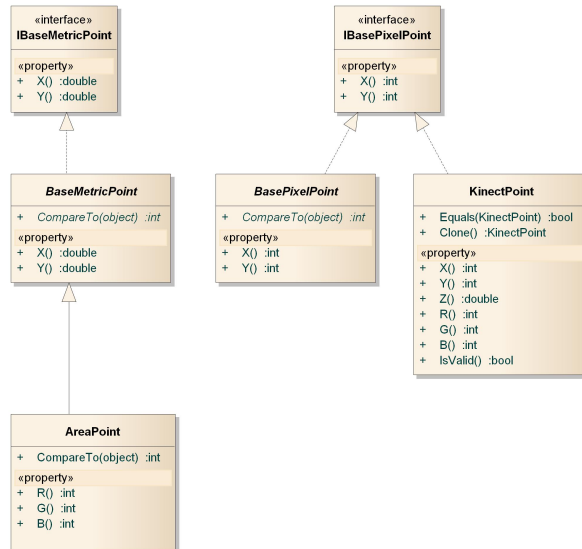 «interface»
IBaseMetricPoint
«property»
+ X() :double
+ Y() :double
«interface»
IBasePixelPoint
«property»
+ X() :int
+ Y() :int
BaseMetricPoint
+ CompareTo(object) :int
«property»
+ X() :double
+ Y() :double
BasePixelPoint
+ CompareTo(object) :int
«property»
+ X() :int
+ Y() :int
KinectPoint
+ Equals(KinectPoint) :bool
+ Clone() :KinectPoint
«property»
+ X() :int
+ Y() :int
+ Z() :double
+ R() :int
+ G() :int
+ B() :int
+ IsValid() :bool
AreaPoint
+ CompareTo(object) :int
«property»
+ R() :int
+ G() :int
+ B() :int